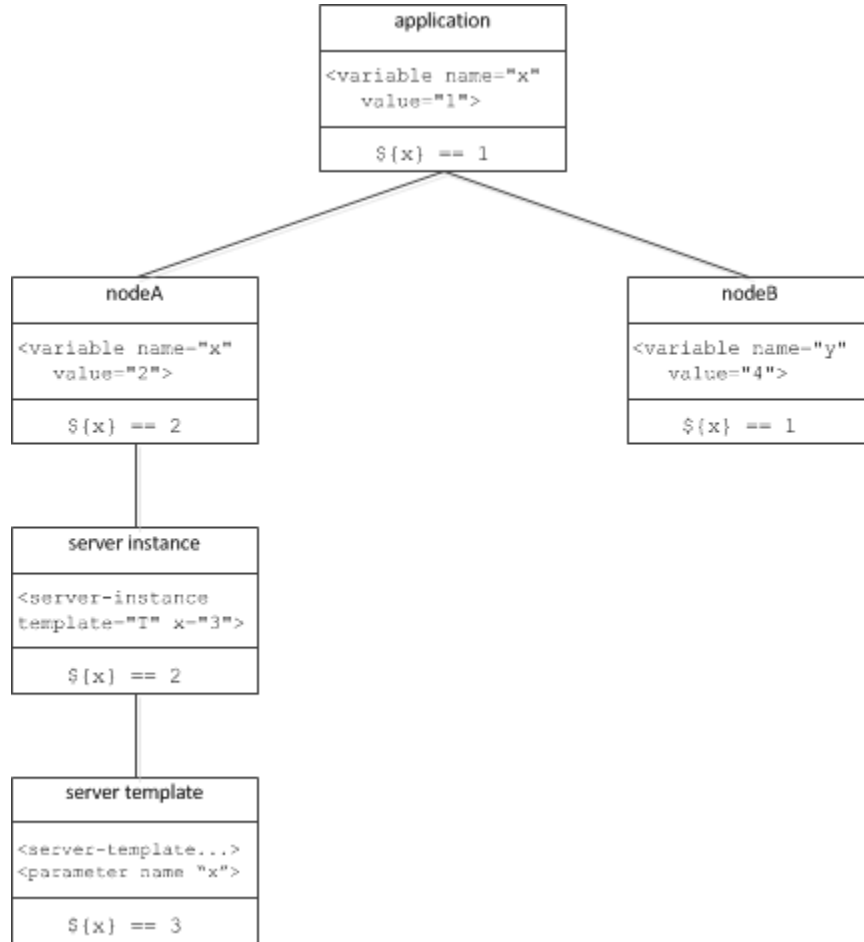 application
<variable name="x"
value="1">
${x} == 1
nodeA
<variable name="x"
value="2">
${x} == 2
nodeB
<variable name="y"
value="4">
${x} == 1
server instance
<server-instance
template="T" x="3">
${x} == 2
server template
<server-template...>
<parameter name “x”>
${x} == 3